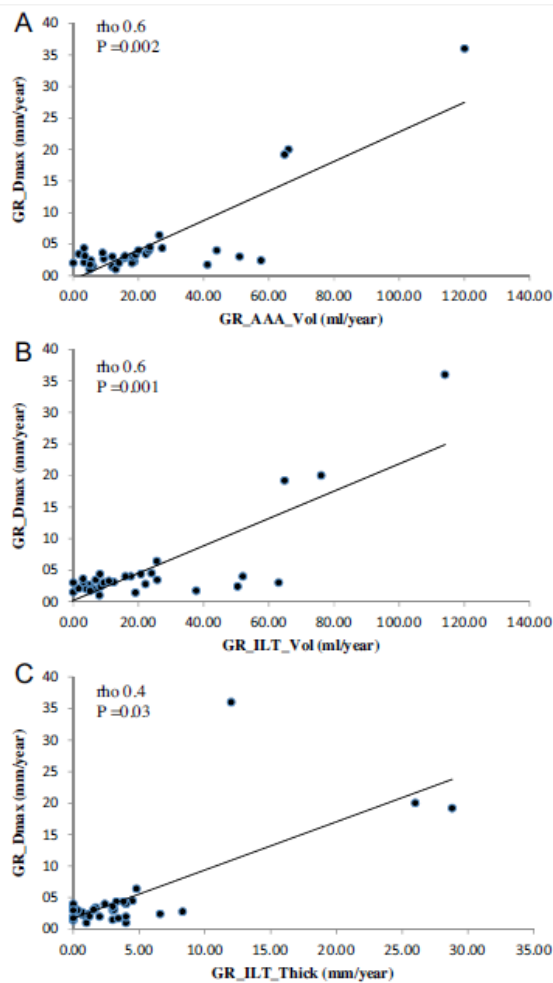 A
rho 0.6
P =0.002
40
35
30
25
20
15
10
05
00
GR_Dmax (mm/year)
0.00 20.00 40.00 60.00 80.00 100.00 120.00 140.00
GR_AAA_Vol (ml/year)
B
rho 0.6
P =0.001
40
35
30
25
20
15
10
05
00
GR_Dmax (mm/year)
0.00 20.00 40.00 60.00 80.00 100.00 120.00 140.00
GR_ILT_Vol (ml/year)
C
rho 0.4
P =0.03
40
35
30
25
20
15
10
05
00
GR_Dmax (mm/year)
0.00 5.00 10.00 15.00 20.00 25.00 30.00 35.00
GR_ILT_Thick (mm/year)